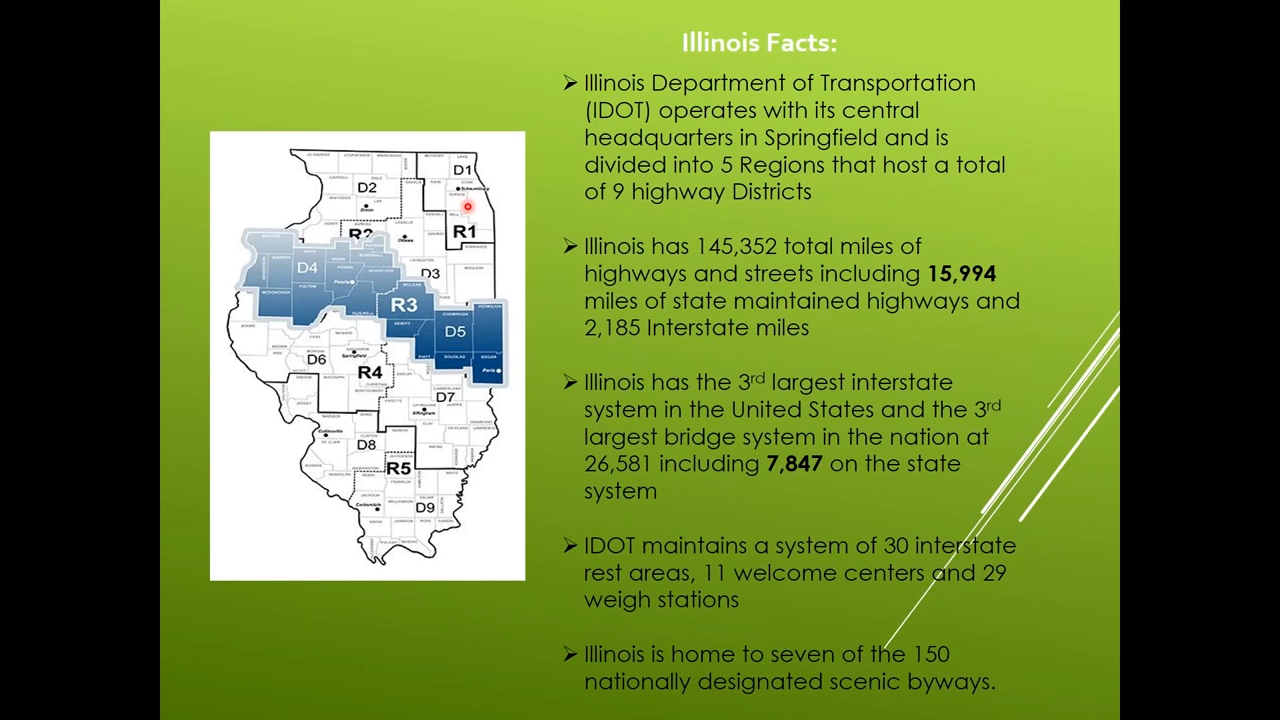 Illinois Facts:
➢ Illinois Department of Transportation
(IDOT) operates with its central
headquarters in Springfield and is
divided into 5 Regions that host a total
of 9 highway Districts
➢ Illinois has 145,352 total miles of
highways and streets including 15,994
miles of state maintained highways and
2,185 Interstate miles
➢ Illinois has the 3rd largest interstate
system in the United States and the 3rd
largest bridge system in the nation at
26,581 including 7,847 on the state
system
➢ IDOT maintains a system of 30 interstate
rest areas, 11 welcome centers and 29
weigh stations
➢ Illinois is home to seven of the 150
nationally designated scenic byways.
D1
D2
Schaumburg
Dixon
R2
Ottawa
R1
D4
D3
Peoria
R3
D5
D6
Springfield
Paris
R4
D7
Effingham
Collinsville
D8
R5
Carbondale
D9